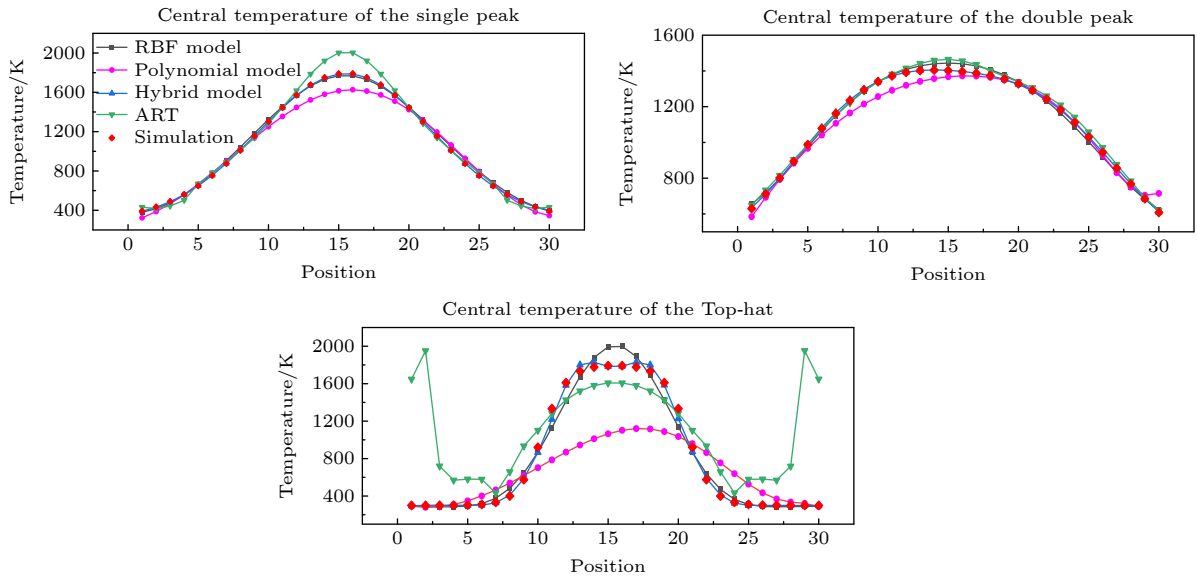 Central temperature of the single peak
Temperature/K
2000
1600
1200
800
400
RBF model
Polynomial model
Hybrid model
ART
Simulation
0 5 10 15 20 25 30
Position
Central temperature of the double peak
Temperature/K
1600
1200
800
0 5 10 15 20 25 30
Position
Central temperature of the Top-hat
Temperature/K
2000
1600
1200
800
400
0 5 10 15 20 25 30
Position